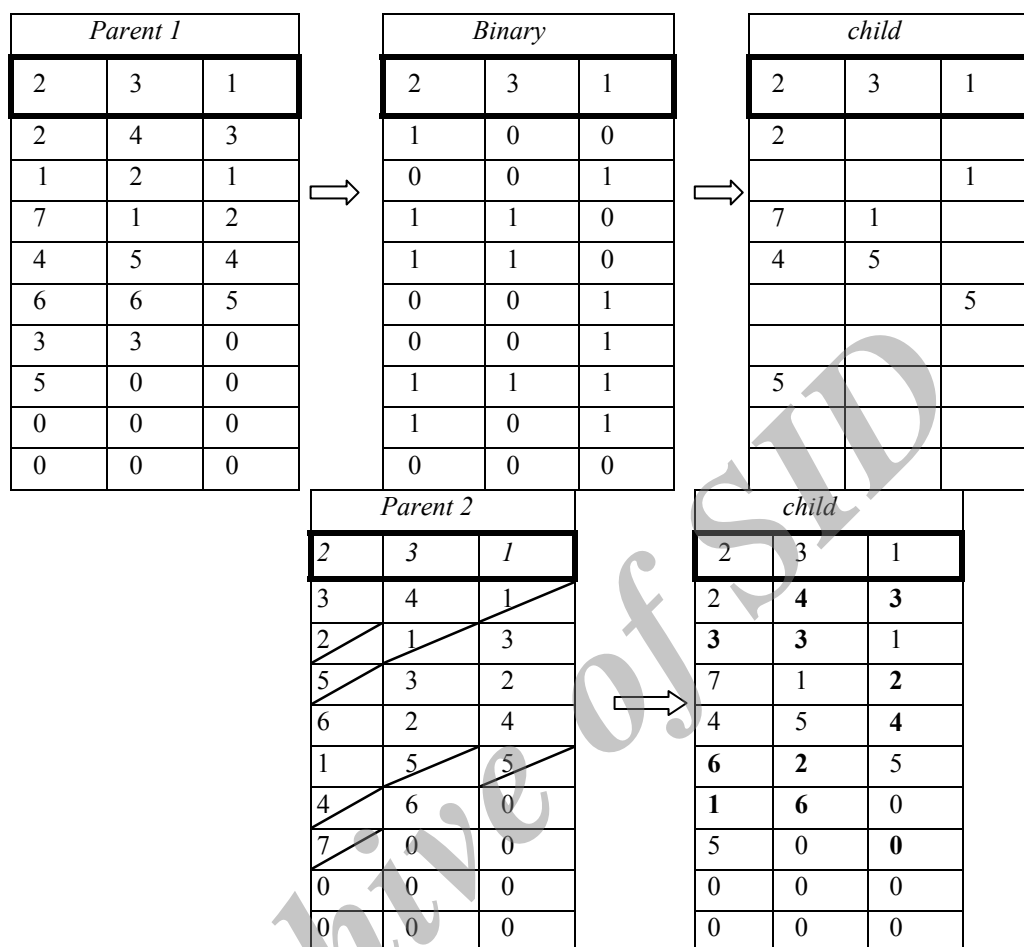 Parent 1 Binary child
2 3 1 2 3 1 2 3 1
2 4 3 1 0 0 2
1 2 1 0 0 1 1
7 1 2 1 1 0 7 1
4 5 4 1 1 0 4 5
6 6 5 0 0 1 5
3 3 0 0 0 1
5 0 0 1 1 1 5
0 0 0 1 0 1
0 0 0 0 0 0
Parent 2 child
2 3 1 2 3 1
3 4 1 2 4 3
2 1 3 3 3 1
5 3 2 7 1 2
6 2 4 4 5 4
1 5 5 6 2 5
4 6 0 1 6 0
7 0 0 5 0 0
0 0 0 0 0 0
0 0 0 0 0 0
hive of SID